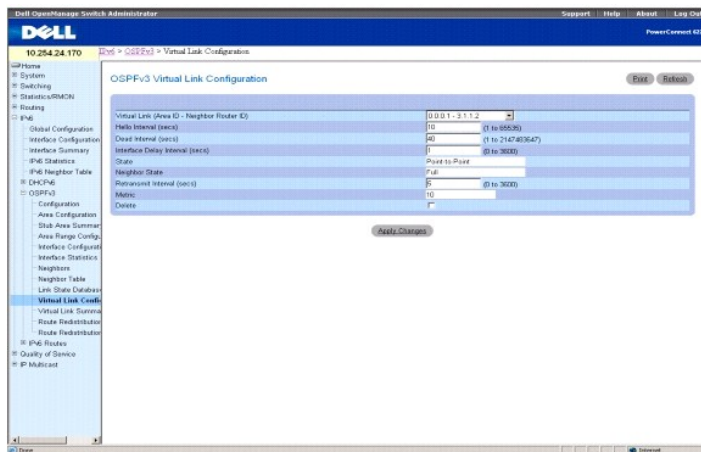 Dell OpenManage Switch Administrator
Support Help About Log Out
DELL
PowerConnect 62
10.254.24.170
IPv6 > OSPFv3 > Virtual Link Configuration
Home
System
Switching
Statistics/RMON
Routing
IPv6
Global Configuration
Interface Configuration
Interface Summary
IPv6 Statistics
IPv6 Neighbor Table
DHCPv6
OSPFv3
Configuration
Area Configuration
Stub Area Summar
Area Range Configu
Interface Configurati
Interface Statistics
Neighbors
Neighbor Table
Link State Databas
Virtual Link Config
Virtual Link Summa
Route Redistributio
Route Redistributio
IPv6 Routes
Quality of Service
IP Multicast
OSPFv3 Virtual Link Configuration
Print Refresh
Virtual Link (Area ID - Neighbor Router ID) 0.0.0.1 - 3.1.1.2
Hello Interval (secs) 10 (1 to 65535)
Dead Interval (secs) 40 (1 to 2147483647)
Interface Delay Interval (secs) 1 (0 to 3600)
State Point-to-Point
Neighbor State Full
Retransmit Interval (secs) 5 (0 to 3600)
Metric 10
Delete
Apply Changes
Done
Internet